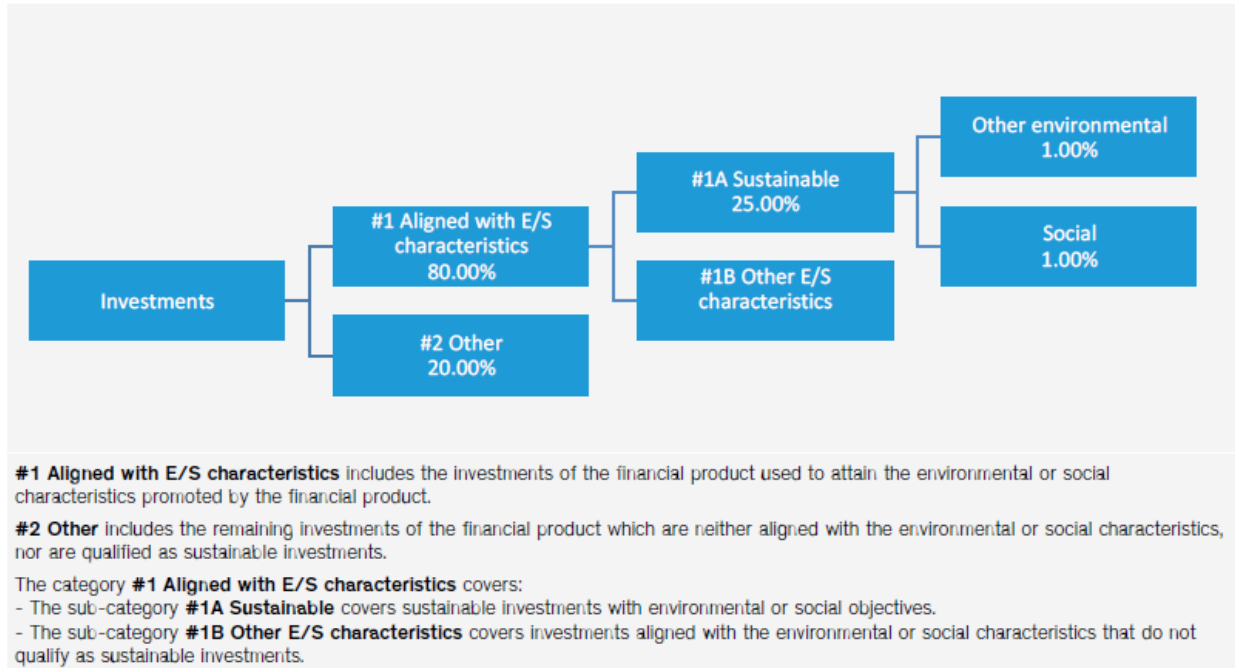 Investments
#1 Aligned with E/S
characteristics
80.00%
#2 Other
20.00%
#1A Sustainable
25.00%
#1B Other E/S
characteristics
Other environmental
1.00%
Social
1.00%
#1 Aligned with E/S characteristics includes the investments of the financial product used to attain the environmental or social
characteristics promoted by the financial product.
#2 Other includes the remaining investments of the financial product which are neither aligned with the environmental or social characteristics,
nor are qualified as sustainable investments.
The category #1 Aligned with E/S characteristics covers:
- The sub-category #1A Sustainable covers sustainable investments with environmental or social objectives.
- The sub-category #1B Other E/S characteristics covers investments aligned with the environmental or social characteristics that do not
qualify as sustainable investments.